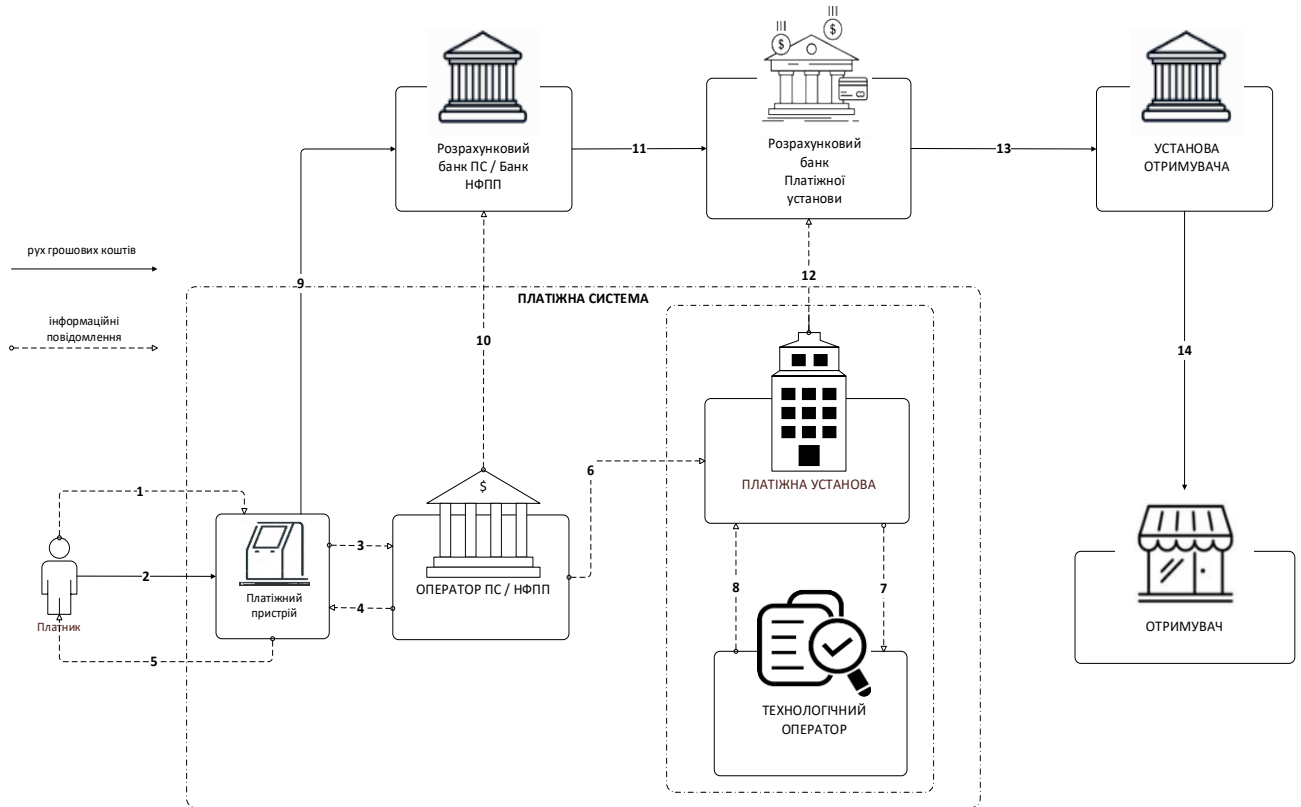 $
$
Розрахунковий
банк ПС / Банк
НФПП
11
Розрахунковий
банк
Платіжної
установи
13
УСТАНОВА
ОТРИМУВАЧА
рух грошових коштів
9
12
ПЛАТІЖНА СИСТЕМА
інформаційні
повідомлення
10
14
6
ПЛАТІЖНА УСТАНОВА
$
1
3
2
Платіжний
пристрій
ОПЕРАТОР ПС / НФПП
4
8
7
Платник
5
ОТРИМУВАЧ
ТЕХНОЛОГІЧНИЙ
ОПЕРАТОР